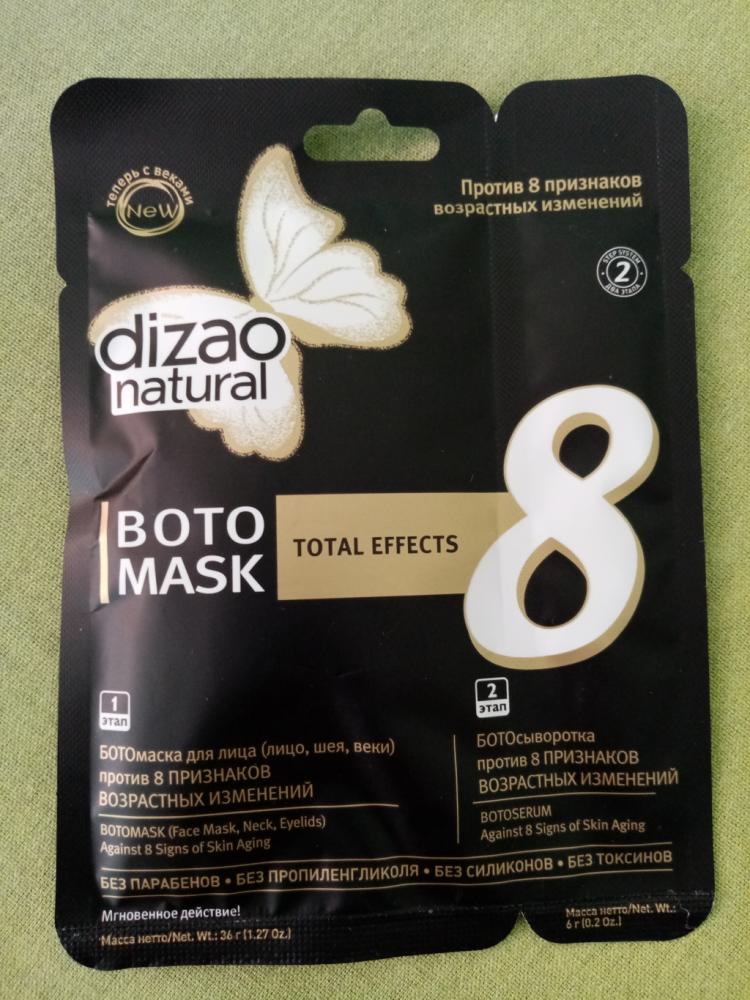 теперь с веками
NeW
Против 8 признаков
возрастных изменений
STEP SYSTEM
2
ДВА ЭТАПА
dizao
natural
BOTO
MASK
TOTAL EFFECTS
8
1
этап
БОТОмаска для лица (лицо, шея, веки)
против 8 ПРИЗНАКОВ
ВОЗРАСТНЫХ ИЗМЕНЕНИЙ
BOTOMASK (Face Mask, Neck, Eyelids)
Against 8 Signs of Skin Aging
2
этап
БОТОсыворотка
против 8 ПРИЗНАКОВ
ВОЗРАСТНЫХ ИЗМЕНЕНИЙ
BOTOSERUM
Against 8 Signs of Skin Aging
БЕЗ ПАРАБЕНОВ • БЕЗ ПРОПИЛЕНГЛИКОЛЯ • БЕЗ СИЛИКОНОВ • БЕЗ ТОКСИНОВ
Мгновенное действие!
Масса нетто/Net. Wt.: 36 г (1.27 Oz.)
Масса нетто/Net. Wt.:
6 г (0.2 Oz.)